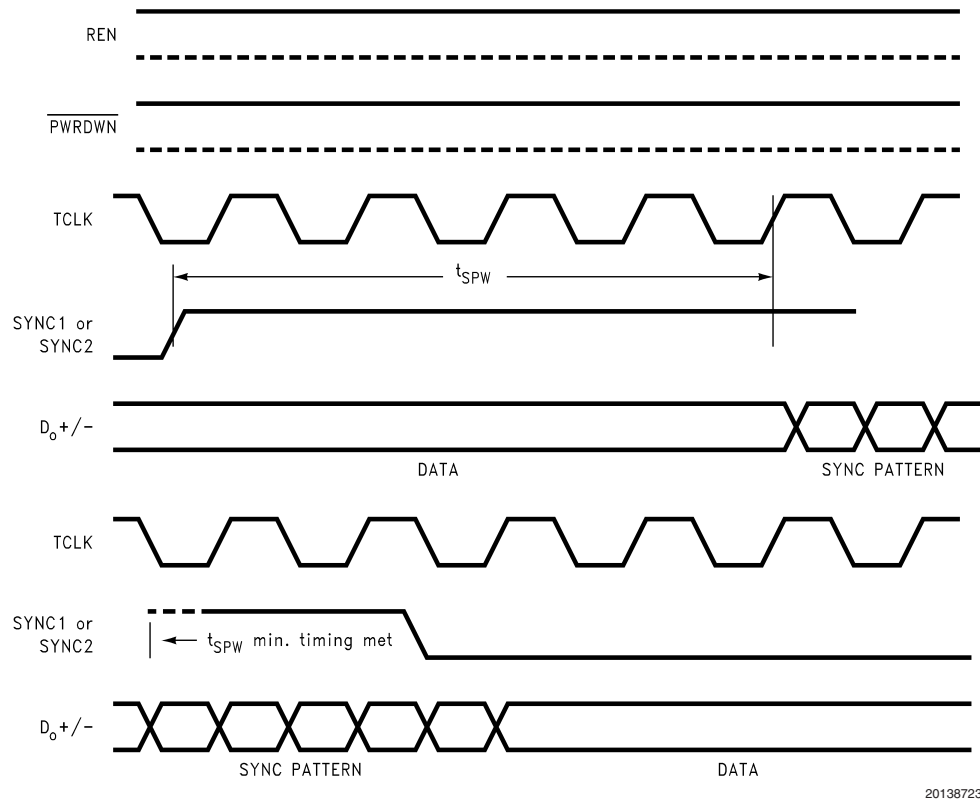 REN
PWRDWN
TCLK
tSPW
SYNC1 or
SYNC2
Do+/-
DATA
SYNC PATTERN
TCLK
SYNC1 or
SYNC2
tSPW min. timing met
Do+/-
SYNC PATTERN
DATA
20138723